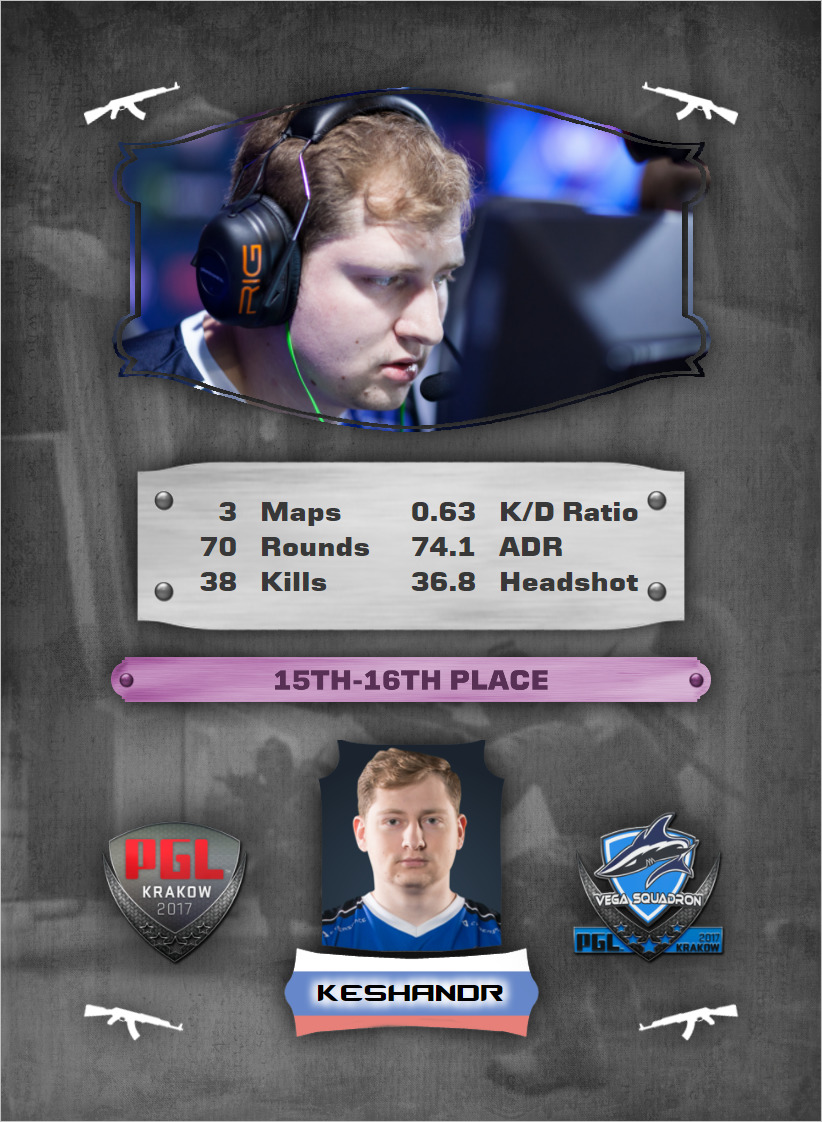 RIG
3 Maps 0.63 K/D Ratio
70 Rounds 74.1 ADR
38 Kills 36.8 Headshot
15TH-16TH PLACE
PGL
KRAKOW
2017
VEGA SQUADRON
PGL 2017
KRAKOW
KESHANDR